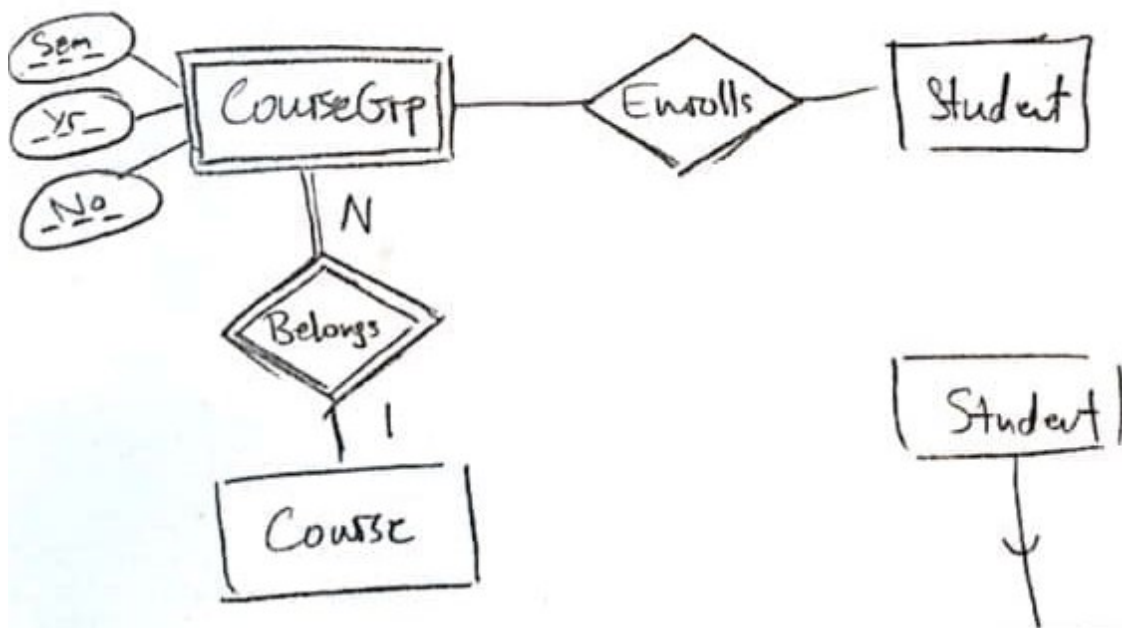 Sem
Yr
No
CourseGrp
Enrolls
Student
N
Belongs
1
Course
Student